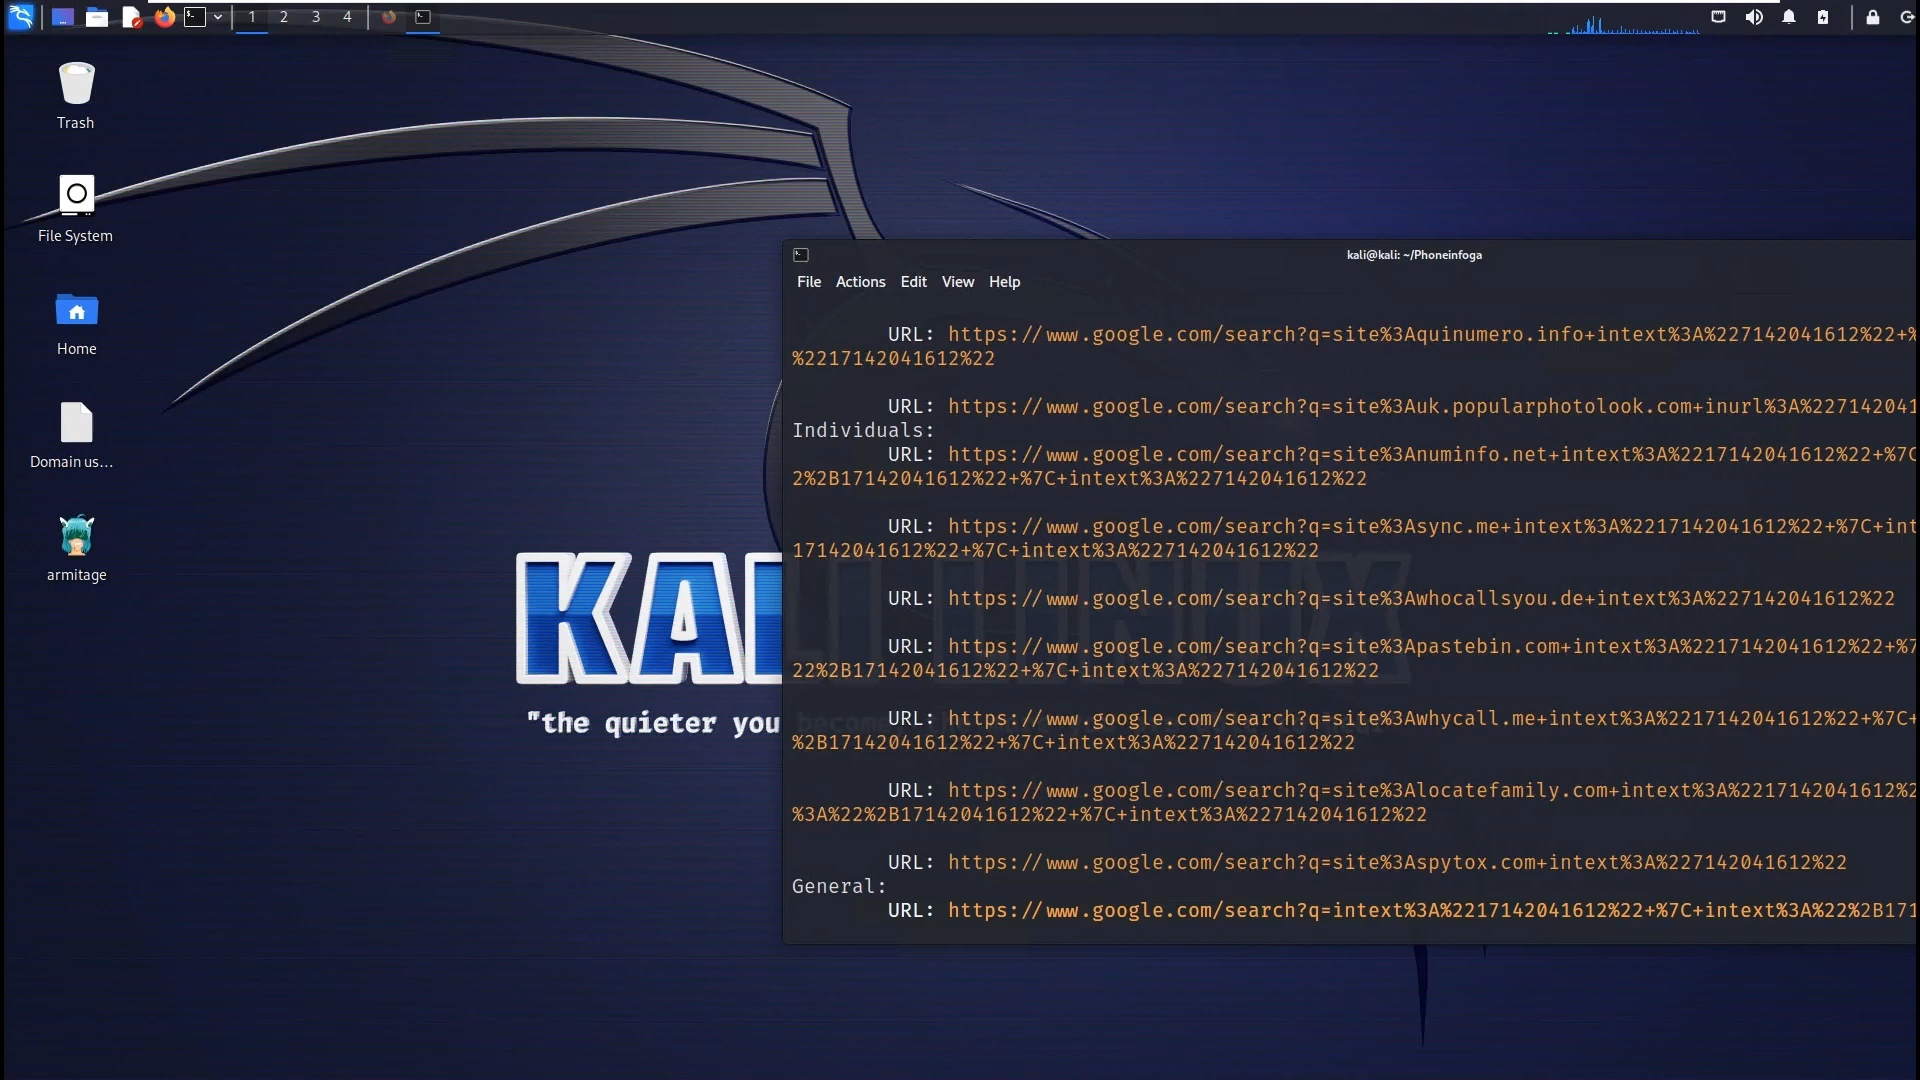 1 2 3 4
Trash
File System
Home
Domain us...
armitage
KALI LINUX
"the quieter you become,
kali@kali: ~/Phoneinfoga
File Actions Edit View Help
URL: https://www.google.com/search?q=site%3Aquinumero.info+intext%3A%227142041612%22+%
%2217142041612%22
URL: https://www.google.com/search?q=site%3Auk.popularphotolook.com+inurl%3A%227142041
Individuals:
URL: https://www.google.com/search?q=site%3Anuminfo.net+intext%3A%2217142041612%22+%7C
2%2B17142041612%22+%7C+intext%3A%227142041612%22
URL: https://www.google.com/search?q=site%3Async.me+intext%3A%2217142041612%22+%7C+int
17142041612%22+%7C+intext%3A%227142041612%22
URL: https://www.google.com/search?q=site%3Awhocallsyou.de+intext%3A%227142041612%22
URL: https://www.google.com/search?q=site%3Apastebin.com+intext%3A%2217142041612%22+%7
22%2B17142041612%22+%7C+intext%3A%227142041612%22
URL: https://www.google.com/search?q=site%3Awhycall.me+intext%3A%2217142041612%22+%7C+
%2B17142041612%22+%7C+intext%3A%227142041612%22
URL: https://www.google.com/search?q=site%3Alocatefamily.com+intext%3A%2217142041612%2
%3A%22%2B17142041612%22+%7C+intext%3A%227142041612%22
URL: https://www.google.com/search?q=site%3Aspytox.com+intext%3A%227142041612%22
General:
URL: https://www.google.com/search?q=intext%3A%2217142041612%22+%7C+intext%3A%22%2B171